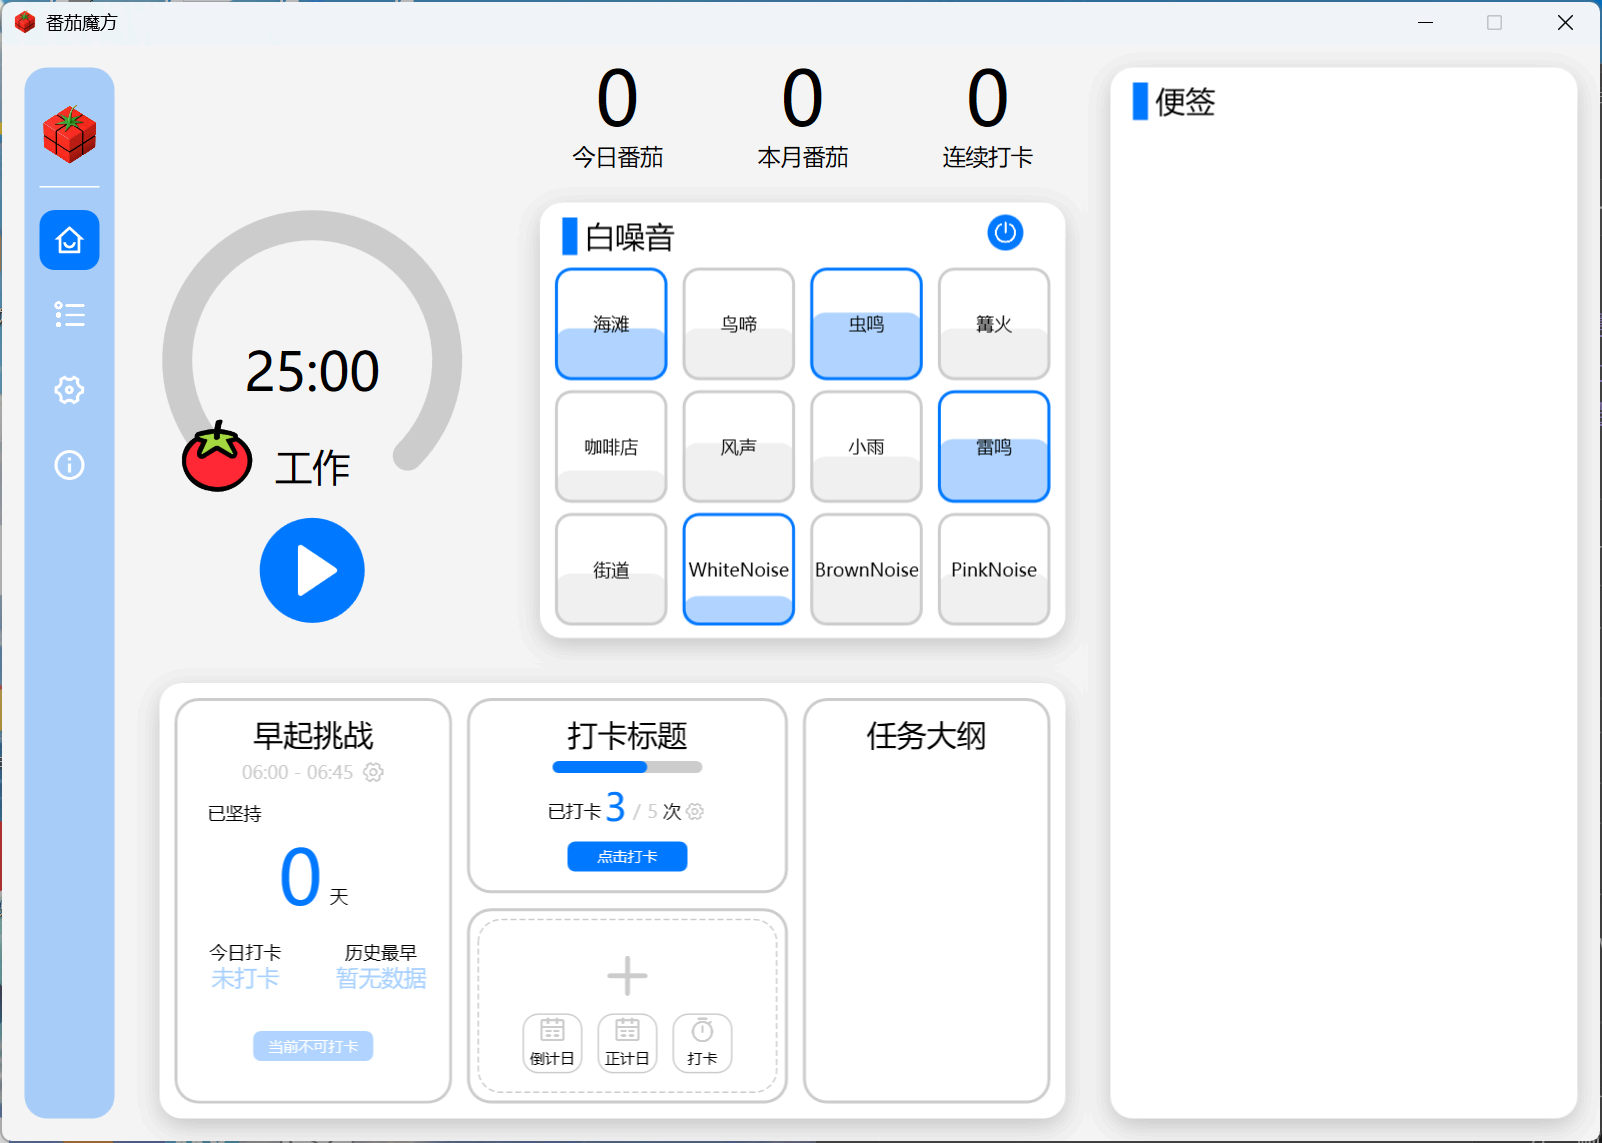 番茄魔方
0
今日番茄
0
本月番茄
0
连续打卡
25:00
工作
白噪音
海滩
鸟啼
虫鸣
篝火
咖啡店
风声
小雨
雷鸣
街道
WhiteNoise
BrownNoise
PinkNoise
早起挑战
06:00 - 06:45
已坚持
0 天
今日打卡
未打卡
历史最早
暂无数据
当前不可打卡
打卡标题
已打卡 3 / 5 次
点击打卡
倒计日
正计日
打卡
任务大纲
便签